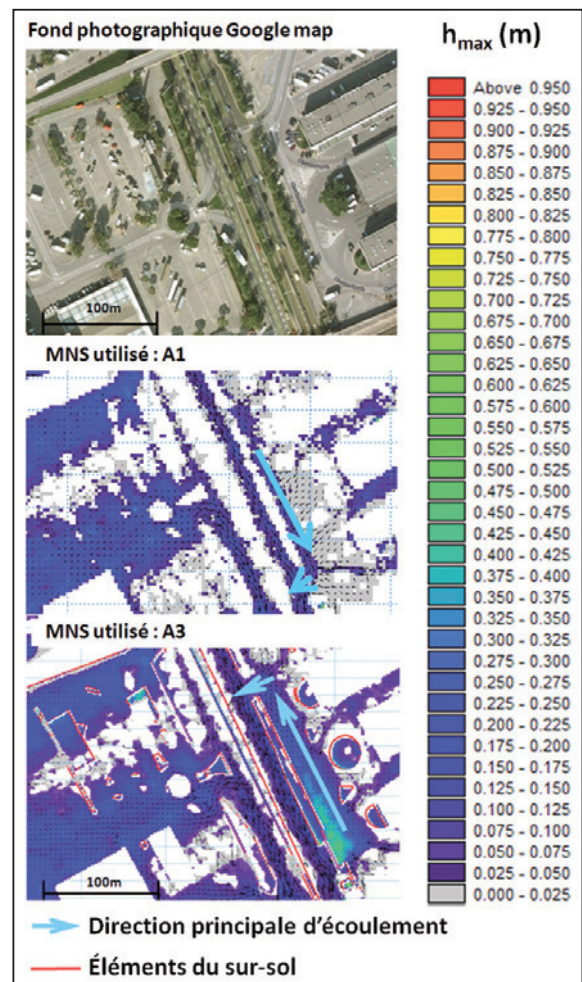 Fond photographique Google map
100m
MNS utilisé : A1
MNS utilisé : A3
100m
Direction principale d'écoulement
Éléments du sur-sol
hmax (m)
Above 0.950
0.925 - 0.950
0.900 - 0.925
0.875 - 0.900
0.850 - 0.875
0.825 - 0.850
0.800 - 0.825
0.775 - 0.800
0.750 - 0.775
0.725 - 0.750
0.700 - 0.725
0.675 - 0.700
0.650 - 0.675
0.625 - 0.650
0.600 - 0.625
0.575 - 0.600
0.550 - 0.575
0.525 - 0.550
0.500 - 0.525
0.475 - 0.500
0.450 - 0.475
0.425 - 0.450
0.400 - 0.425
0.375 - 0.400
0.350 - 0.375
0.325 - 0.350
0.300 - 0.325
0.275 - 0.300
0.250 - 0.275
0.225 - 0.250
0.200 - 0.225
0.175 - 0.200
0.150 - 0.175
0.125 - 0.150
0.100 - 0.125
0.075 - 0.100
0.050 - 0.075
0.025 - 0.050
0.000 - 0.025